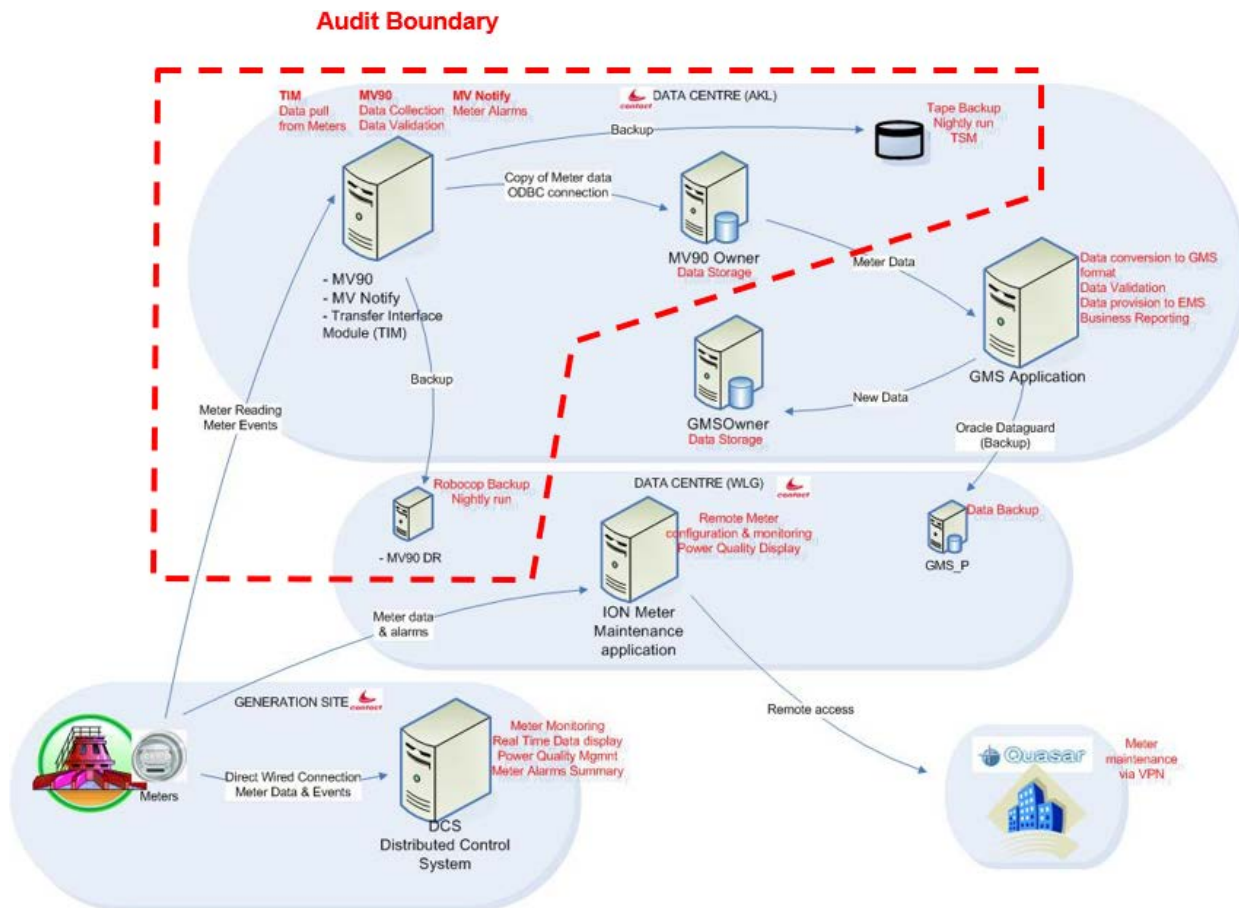 Audit Boundary
TIM
Data pull
from Meters
MV90
Data Collection
Data Validation
MV Notify
Meter Alarms
contact
DATA CENTRE (AKL)
Backup
Tape Backup
Nightly run
TSM
Copy of Meter data
ODBC connection
MV90 Owner
Data Storage
Meter Data
- MV90
- MV Notify
- Transfer Interface
Module (TIM)
Data conversion to GMS
format
Data Validation
Data provision to EMS
Business Reporting
GMS Application
Backup
New Data
GMSOwner
Data Storage
Meter Reading
Meter Events
Oracle Dataguard
(Backup)
DATA CENTRE (WLG)
contact
Robocop Backup
Nightly run
- MV90 DR
Remote Meter
configuration & monitoring
Power Quality Display
Data Backup
GMS_P
ION Meter
Maintenance
application
Meter data
& alarms
GENERATION SITE
contact
Remote access
Meter Monitoring
Real Time Data display
Power Quality Mgmnt
Meter Alarms Summary
Meters
Direct Wired Connection
Meter Data & Events
DCS
Distributed Control
System
Quasar
Meter
maintenance
via VPN